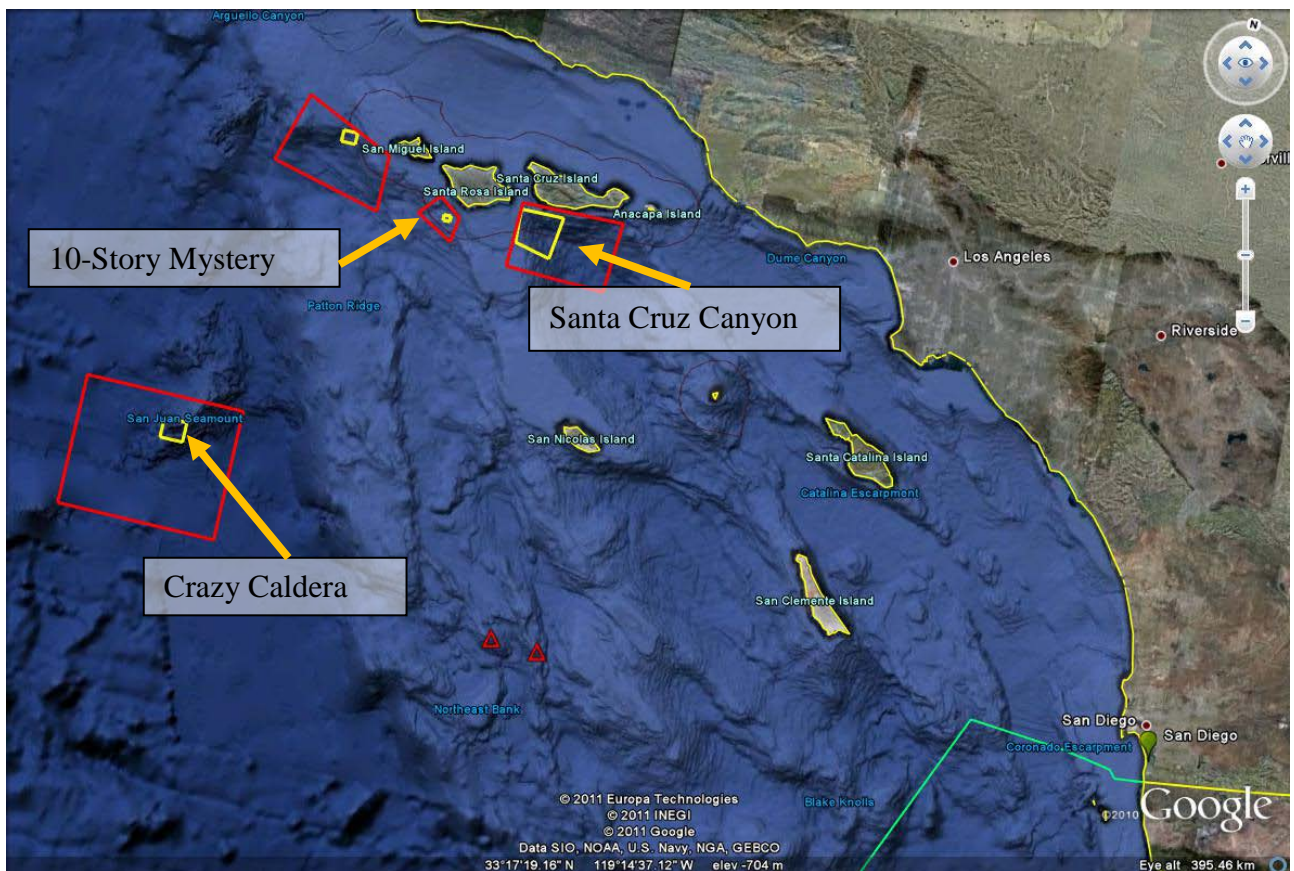 Arguello Canyon
N
San Miguel Island
Santa Cruz Island
Santa Rosa Island
Anacapa Island
10-Story Mystery
Dume Canyon
Los Angeles
Patton Ridge
Santa Cruz Canyon
Riverside
San Juan Seamount
San Nicolas Island
Santa Catalina Island
Catalina Escarpment
Crazy Caldera
San Clemente Island
Northeast Bank
San Diego
San Diego
Coronado Escarpment
Blake Knolls
© 2011 Europa Technologies
© 2011 INEGI
© 2011 Google
Data SIO, NOAA, U.S. Navy, NGA, GEBCO
©2010 Google
33°17'19.16" N 119°14'37.12" W elev -704 m
Eye alt 395.46 km